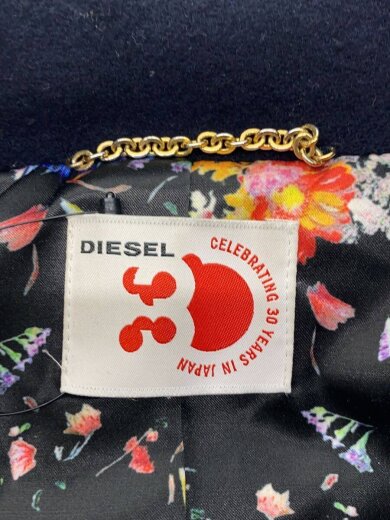 DIESEL
CELEBRATING 30 YEARS IN JAPAN